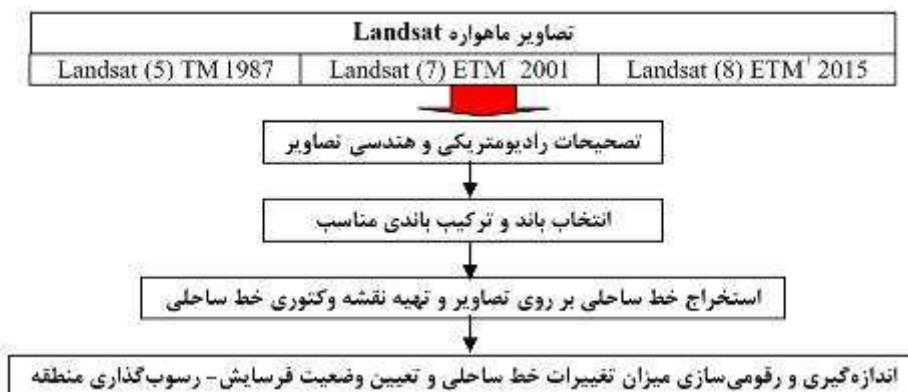 تصاویر ماهواره Landsat
Landsat (5) TM 1987 Landsat (7) ETM 2001 Landsat (8) ETM⁺ 2015
تصحیحات رادیومتریکی و هندسی تصاویر
انتخاب باند و ترکیب باندی مناسب
استخراج خط ساحلی بر روی تصاویر و تهیه نقشه وکتوری خط ساحلی
اندازه‌گیری و رقومی‌سازی میزان تغییرات خط ساحلی و تعیین وضعیت فرسایش- رسوب‌گذاری منطقه